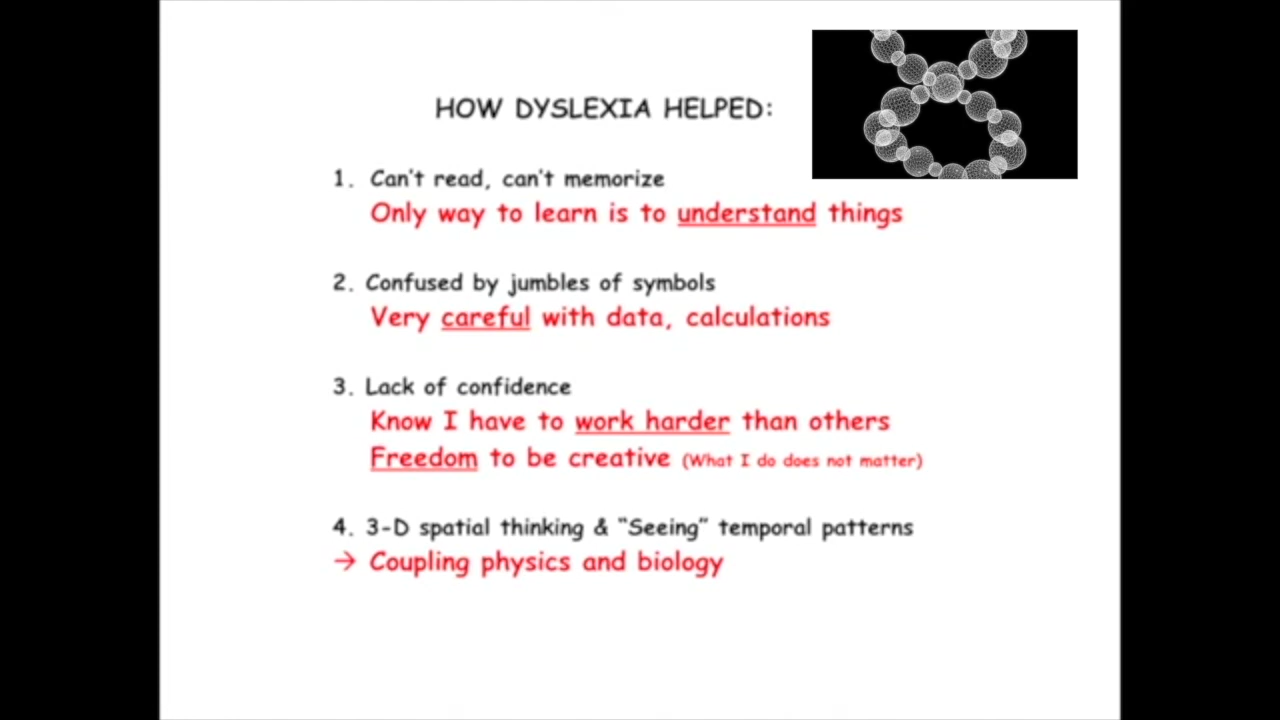 HOW DYSLEXIA HELPED:
1. Can't read, can't memorize
Only way to learn is to understand things
2. Confused by jumbles of symbols
Very careful with data, calculations
3. Lack of confidence
Know I have to work harder than others
Freedom to be creative (What I do does not matter)
4. 3-D spatial thinking & “Seeing” temporal patterns
→ Coupling physics and biology